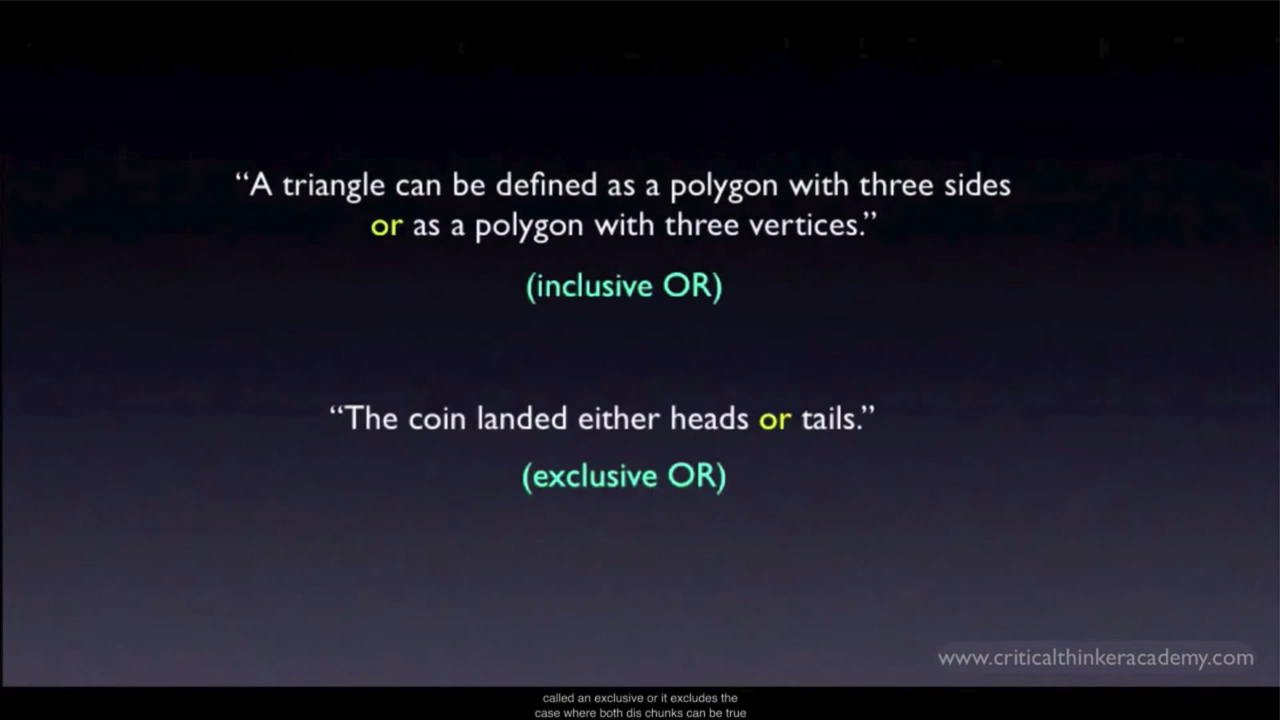 “A triangle can be defined as a polygon with three sides
or as a polygon with three vertices.”
(inclusive OR)
“The coin landed either heads or tails.”
(exclusive OR)
www.criticalthinkeracademy.com
called an exclusive or it excludes the
case where both dis chunks can be true